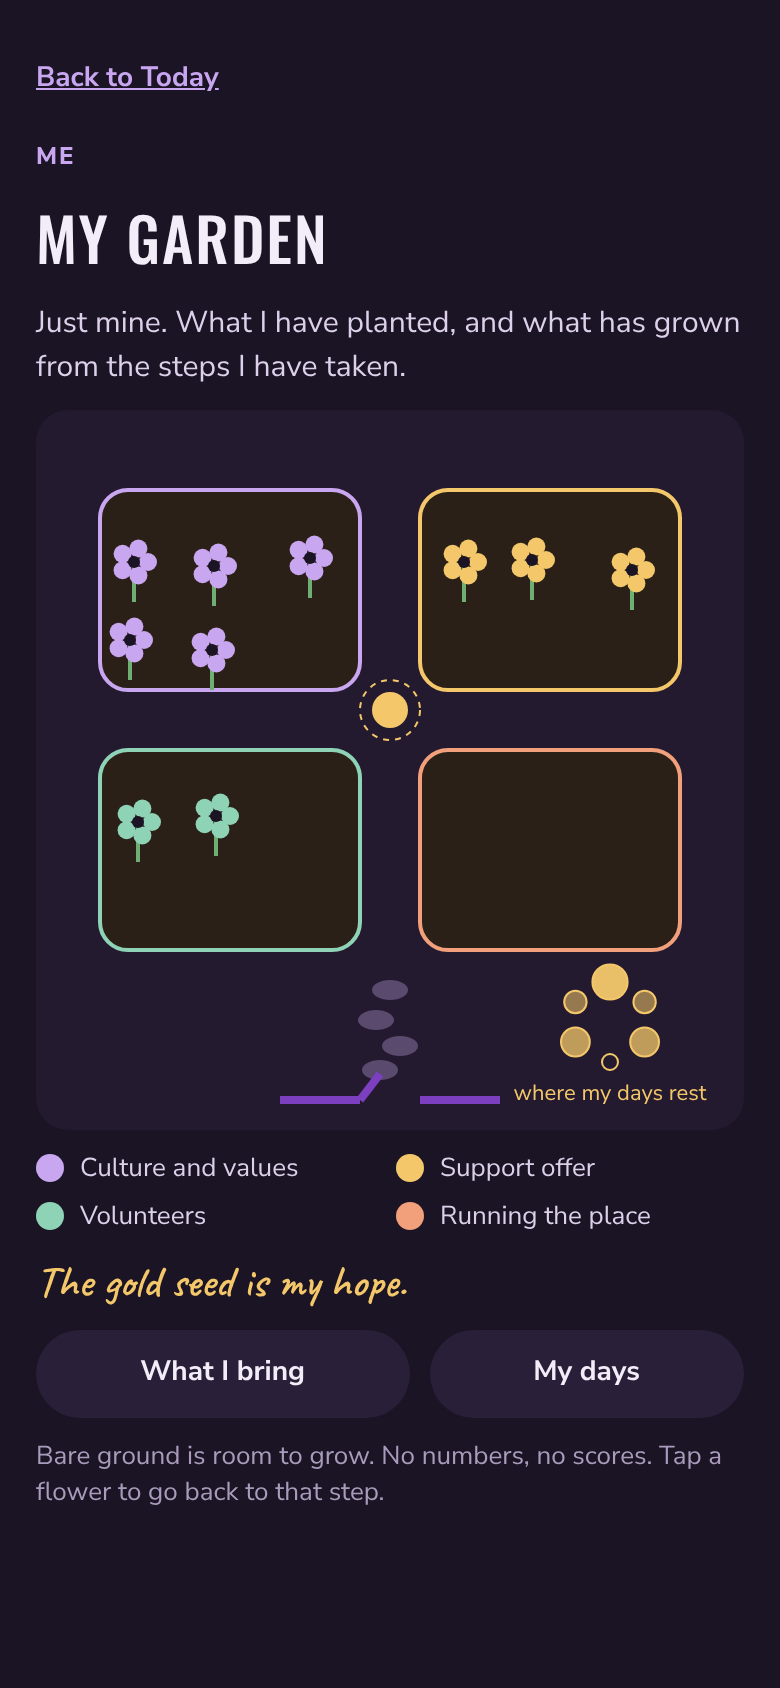 Back to Today
ME
MY GARDEN
Just mine. What I have planted, and what has grown
from the steps I have taken.
where my days rest
Culture and values
Support offer
Volunteers
Running the place
The gold seed is my hope.
What I bring
My days
Bare ground is room to grow. No numbers, no scores. Tap a
flower to go back to that step.